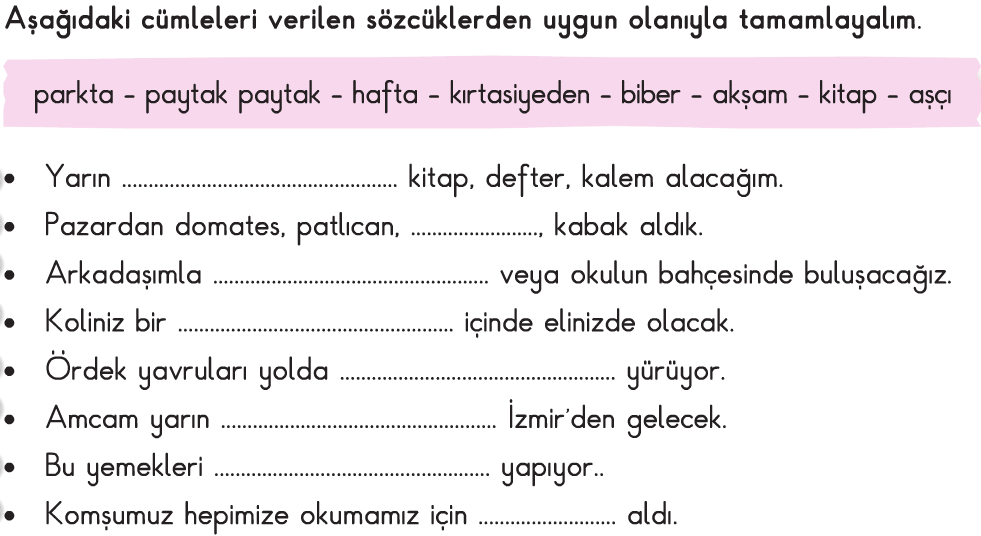 Aşağıdaki cümleleri verilen sözcüklerden uygun olanıyla tamamlayalım.
parkta - paytak paytak - hafta - kırtasiyeden - biber - akşam - kitap - aşçı
• Yarın .................................................... kitap, defter, kalem alacağım.
• Pazardan domates, patlıcan, ........................, kabak aldık.
• Arkadaşımla .................................................... veya okulun bahçesinde buluşacağız.
• Koliniz bir .................................................... içinde elinizde olacak.
• Ördek yavruları yolda .................................................... yürüyor.
• Amcam yarın .................................................... İzmir'den gelecek.
• Bu yemekleri .................................................... yapıyor..
• Komşumuz hepimize okumamız için .......................... aldı.